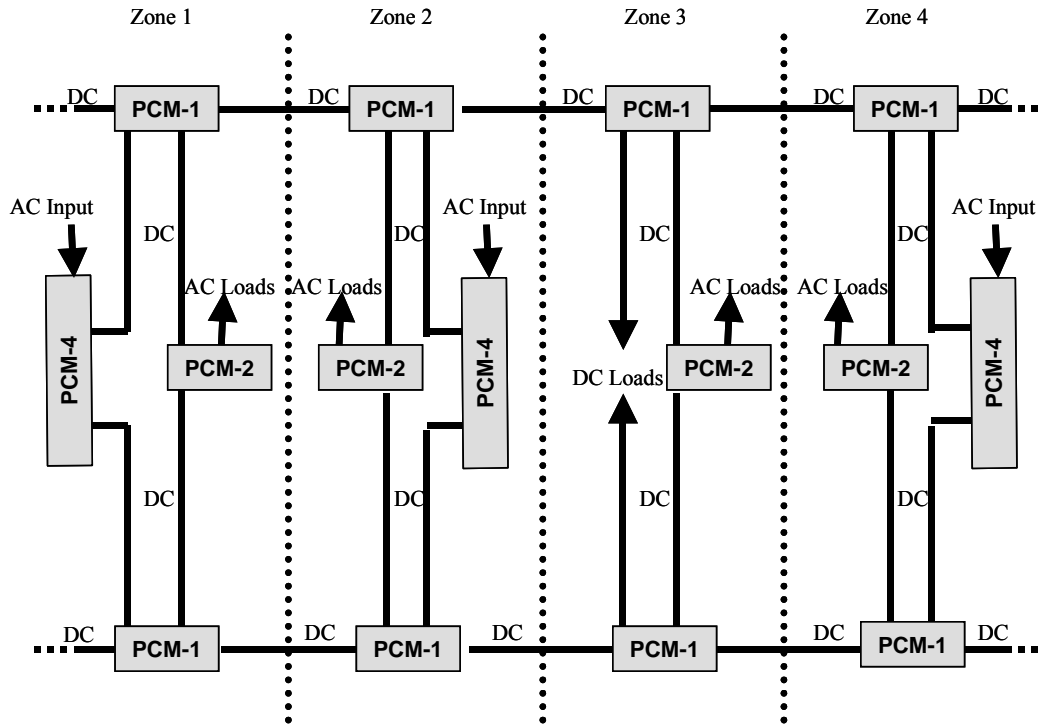 Zone 1
Zone 2
Zone 3
Zone 4
DC
PCM-1
DC
PCM-1
DC
PCM-1
DC
PCM-1
DC
AC Input
DC
DC
AC Input
DC
DC
AC Input
AC Loads
AC Loads
AC Loads
AC Loads
PCM-4
PCM-2
PCM-2
PCM-4
DC Loads
PCM-2
PCM-2
PCM-4
DC
DC
DC
DC
DC
PCM-1
DC
PCM-1
DC
PCM-1
DC
PCM-1
DC